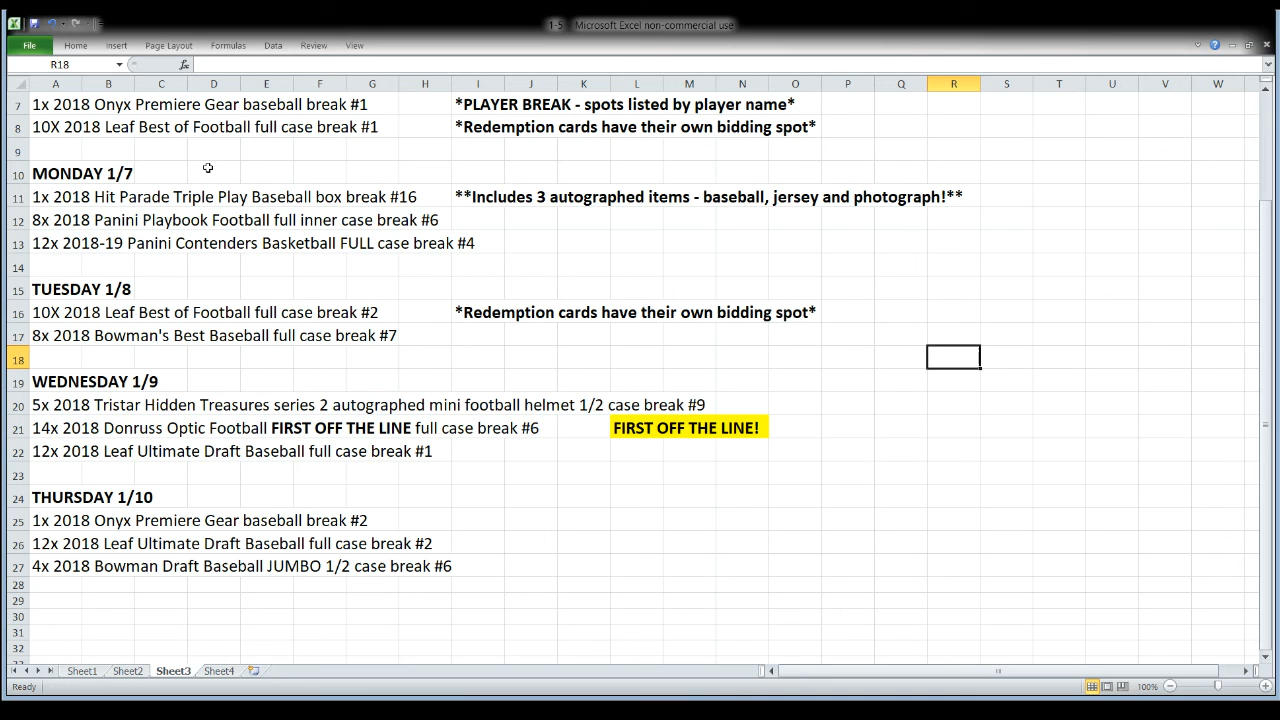 1-5 - Microsoft Excel non-commercial use
File Home Insert Page Layout Formulas Data Review View
R18 fx
A B C D E F G H I J K L M N O P Q R S T U V W
7 1x 2018 Onyx Premiere Gear baseball break #1 *PLAYER BREAK - spots listed by player name*
8 10X 2018 Leaf Best of Football full case break #1 *Redemption cards have their own bidding spot*
9
10 MONDAY 1/7
11 1x 2018 Hit Parade Triple Play Baseball box break #16 **Includes 3 autographed items - baseball, jersey and photograph!**
12 8x 2018 Panini Playbook Football full inner case break #6
13 12x 2018-19 Panini Contenders Basketball FULL case break #4
14
15 TUESDAY 1/8
16 10X 2018 Leaf Best of Football full case break #2 *Redemption cards have their own bidding spot*
17 8x 2018 Bowman's Best Baseball full case break #7
18
19 WEDNESDAY 1/9
20 5x 2018 Tristar Hidden Treasures series 2 autographed mini football helmet 1/2 case break #9
21 14x 2018 Donruss Optic Football FIRST OFF THE LINE full case break #6 FIRST OFF THE LINE!
22 12x 2018 Leaf Ultimate Draft Baseball full case break #1
23
24 THURSDAY 1/10
25 1x 2018 Onyx Premiere Gear baseball break #2
26 12x 2018 Leaf Ultimate Draft Baseball full case break #2
27 4x 2018 Bowman Draft Baseball JUMBO 1/2 case break #6
28
29
30
31
32
Sheet1 Sheet2 Sheet3 Sheet4
Ready 100%